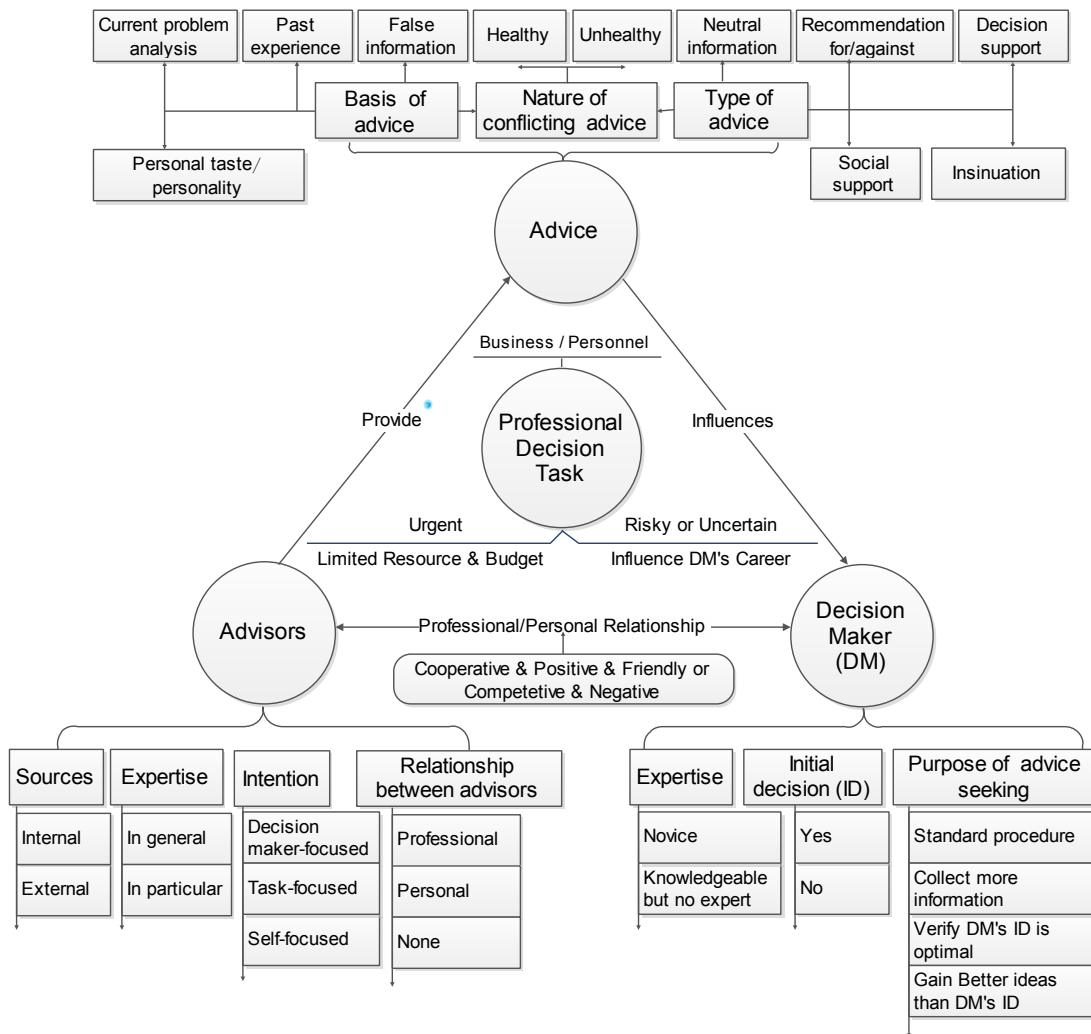 Current problem
analysis
Past
experience
False
information
Healthy
Unhealthy
Neutral
information
Recommendation
for/against
Decision
support
Basis of
advice
Nature of
conflicting advice
Type of
advice
Personal taste/
personality
Social
support
Insinuation
Advice
Business / Personnel
Provide
Professional
Decision
Task
Influences
Urgent
Risky or Uncertain
Limited Resource & Budget
Influence DM's Career
Advisors
Professional/Personal Relationship
Decision
Maker
(DM)
Cooperative & Positive & Friendly or
Competetive & Negative
Sources
Internal
External
Expertise
In general
In particular
Intention
Decision
maker-focused
Task-focused
Self-focused
Relationship
between advisors
Professional
Personal
None
Expertise
Novice
Knowledgeable
but no expert
Initial
decision (ID)
Yes
No
Purpose of advice
seeking
Standard procedure
Collect more
information
Verify DM's ID is
optimal
Gain Better ideas
than DM's ID